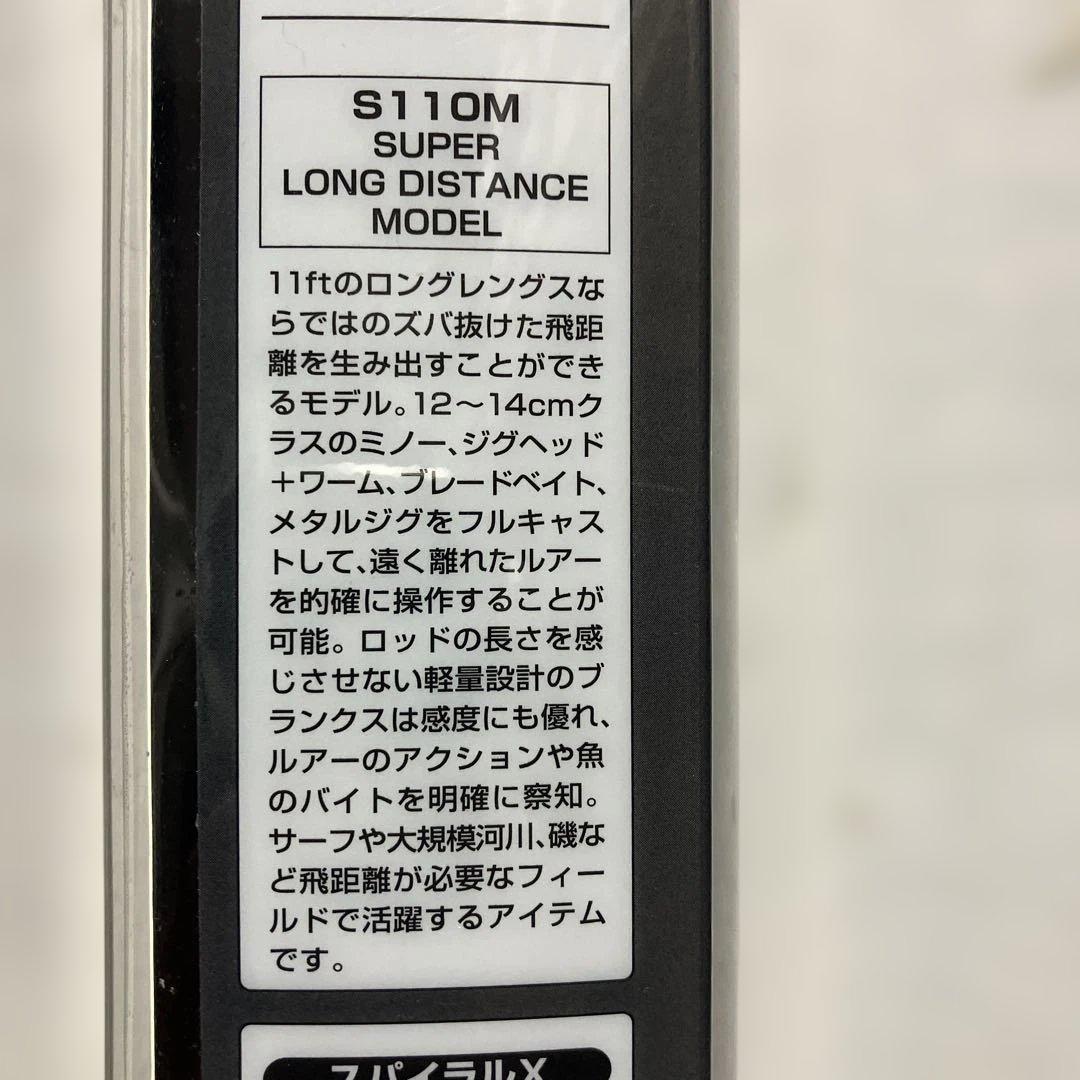 S110M
SUPER
LONG DISTANCE
MODEL
11ftのロングレングスな
らではのズバ抜けた飛距
離を生み出すことができ
るモデル。12〜14cmク
ラスのミノー、ジグヘッド
＋ワーム、ブレードベイト、
メタルジグをフルキャス
トして、遠く離れたルアー
を的確に操作することが
可能。ロッドの長さを感
じさせない軽量設計のブ
ランクスは感度にも優れ、
ルアーのアクションや魚
のバイトを明確に察知。
サーフや大規模河川、磯な
ど飛距離が必要なフィー
ルドで活躍するアイテム
です。
スパイラルX